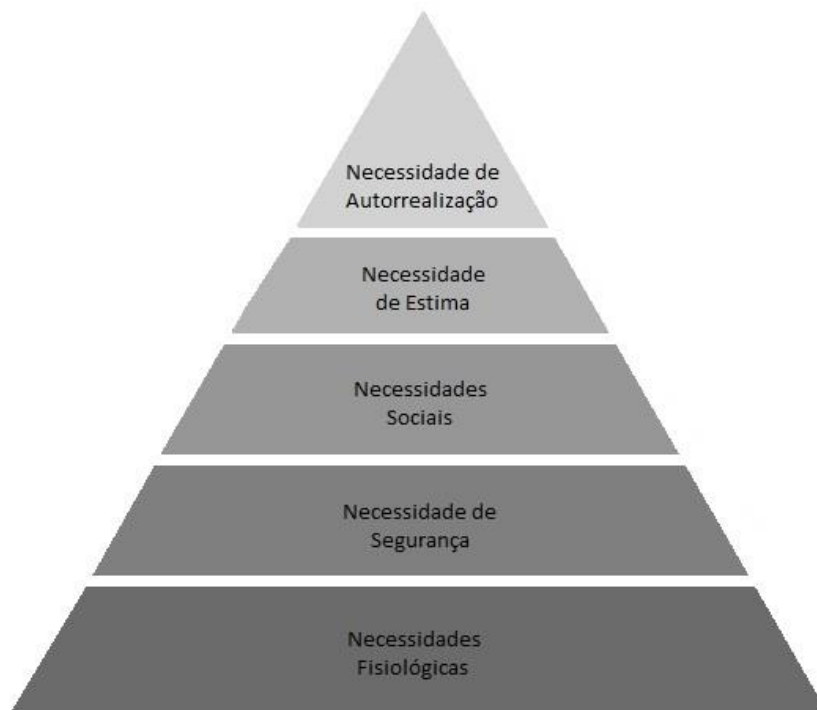 Necessidade de
Autorrealização
Necessidade
de Estima
Necessidades
Sociais
Necessidade de
Segurança
Necessidades
Fisiológicas